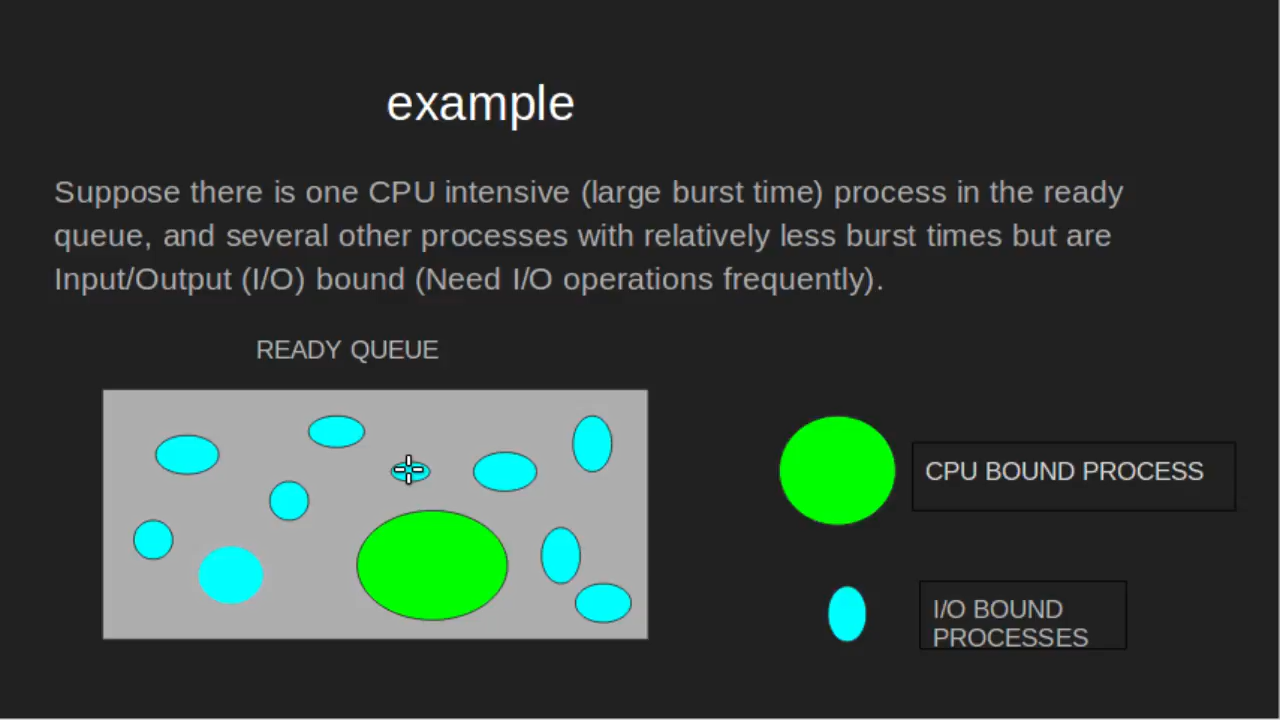 example
Suppose there is one CPU intensive (large burst time) process in the ready
queue, and several other processes with relatively less burst times but are
Input/Output (I/O) bound (Need I/O operations frequently).
READY QUEUE
CPU BOUND PROCESS
I/O BOUND
PROCESSES